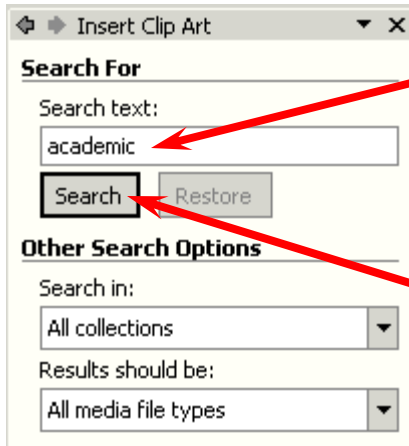 Insert Clip Art
Search For
Search text:
academic
Search
Restore
Other Search Options
Search in:
All collections
Results should be:
All media file types